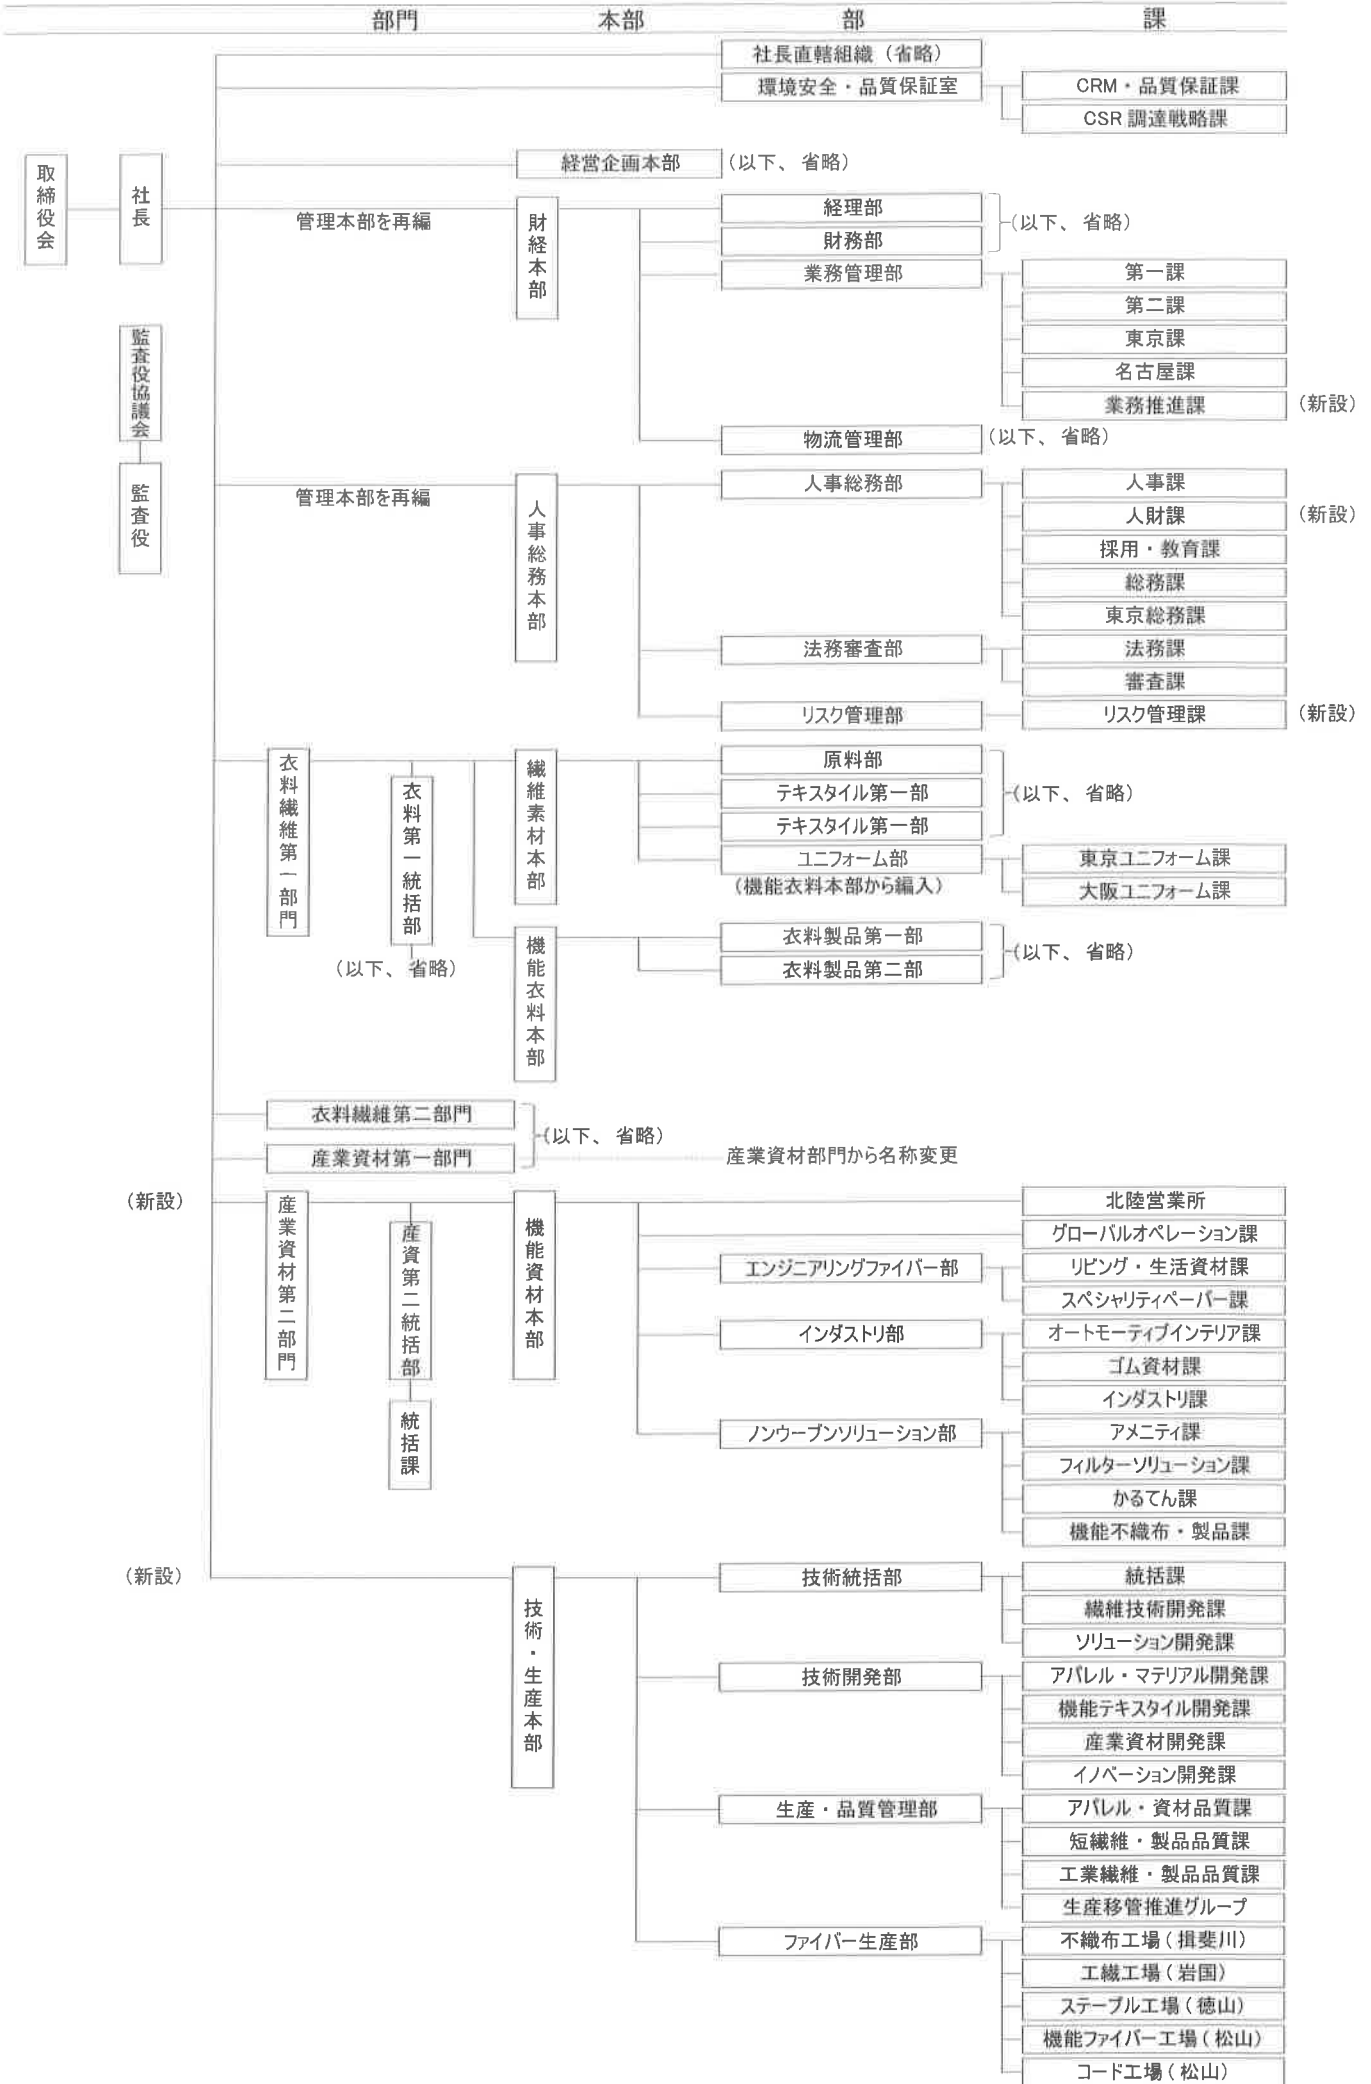 部門 本部 部 課
社長直轄組織（省略）
環境安全・品質保証室 CRM・品質保証課
CSR 調達戦略課
取締役会
社長
経営企画本部 （以下、省略）
管理本部を再編
財経本部
経理部
財務部
（以下、省略）
業務管理部
第一課
第二課
東京課
名古屋課
業務推進課 （新設）
物流管理部 （以下、省略）
監査役協議会
監査役
管理本部を再編
人事総務本部
人事総務部
人事課
人財課 （新設）
採用・教育課
総務課
東京総務課
法務審査部
法務課
審査課
リスク管理部 リスク管理課 （新設）
衣料繊維第一部門
衣料第一統括部
（以下、省略）
繊維素材本部
原料部
テキスタイル第一部
テキスタイル第一部
（以下、省略）
ユニフォーム部
（機能衣料本部から編入）
東京ユニフォーム課
大阪ユニフォーム課
機能衣料本部
衣料製品第一部
衣料製品第二部
（以下、省略）
衣料繊維第二部門
産業資材第一部門
（以下、省略）
産業資材部門から名称変更
（新設）
産業資材第二部門
産資第二統括部
統括課
機能資材本部
北陸営業所
グローバルオペレーション課
エンジニアリングファイバー部
リビング・生活資材課
スペシャリティペーパー課
インダストリ部
オートモーティブインテリア課
ゴム資材課
インダストリ課
ノンウーブンソリューション部
アメニティ課
フィルターソリューション課
かるてん課
機能不織布・製品課
（新設）
技術・生産本部
技術統括部
統括課
繊維技術開発課
ソリューション開発課
技術開発部
アパレル・マテリアル開発課
機能テキスタイル開発課
産業資材開発課
イノベーション開発課
生産・品質管理部
アパレル・資材品質課
短繊維・製品品質課
工業繊維・製品品質課
生産移管推進グループ
ファイバー生産部
不織布工場（揖斐川）
工繊工場（岩国）
ステープル工場（徳山）
機能ファイバー工場（松山）
コード工場（松山）